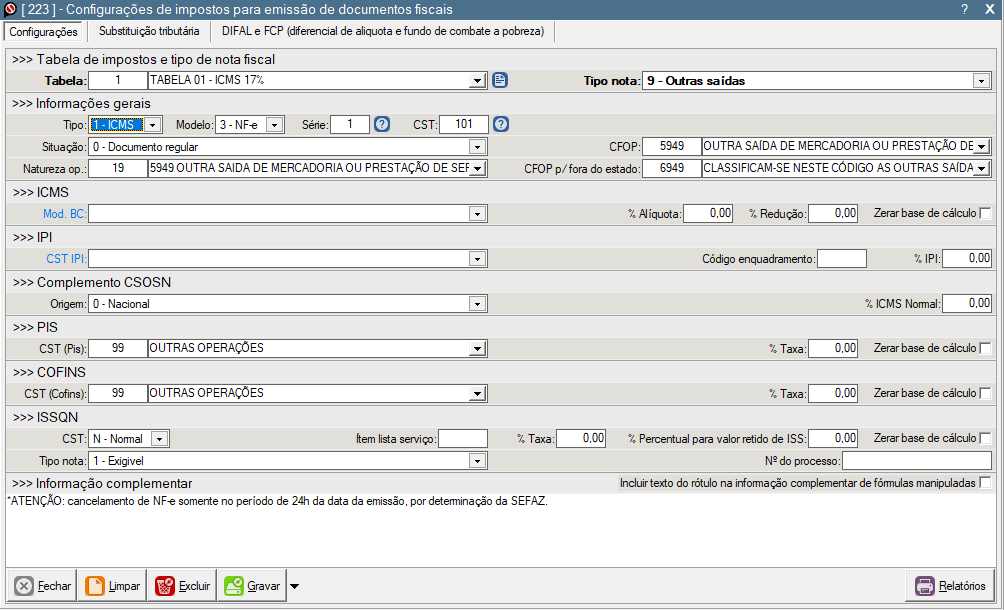 [ 223 ] - Configurações de impostos para emissão de documentos fiscais ? X
Configurações Substituição tributária DIFAL e FCP (diferencial de aliquota e fundo de combate a pobreza)
>>> Tabela de impostos e tipo de nota fiscal
Tabela: 1 TABELA 01 - ICMS 17% Tipo nota: 9 - Outras saídas
>>> Informações gerais
Tipo: 1 - ICMS Modelo: 3 - NF-e Série: 1 ? CST: 101 ?
Situação: 0 - Documento regular CFOP: 5949 OUTRA SAÍDA DE MERCADORIA OU PRESTAÇÃO DE
Natureza op.: 19 5949 OUTRA SAIDA DE MERCADORIA OU PRESTAÇÃO DE SEF CFOP p/ fora do estado: 6949 CLASSIFICAM-SE NESTE CÓDIGO AS OUTRAS SAÍDA
>>> ICMS
Mod. BC: % Alíquota: 0,00 % Redução: 0,00 Zerar base de cálculo
>>> IPI
CST IPI: Código enquadramento: % IPI: 0,00
>>> Complemento CSOSN
Origem: 0 - Nacional % ICMS Normal: 0,00
>>> PIS
CST (Pis): 99 OUTRAS OPERAÇÕES % Taxa: 0,00 Zerar base de cálculo
>>> COFINS
CST (Cofins): 99 OUTRAS OPERAÇÕES % Taxa: 0,00 Zerar base de cálculo
>>> ISSQN
CST: N - Normal Ítem lista serviço: % Taxa: 0,00 % Percentual para valor retido de ISS: 0,00 Zerar base de cálculo
Tipo nota: 1 - Exigivel Nº do processo:
>>> Informação complementar Incluir texto do rótulo na informação complementar de fórmulas manipuladas
*ATENÇÃO: cancelamento de NF-e somente no período de 24h da data da emissão, por determinação da SEFAZ.
Fechar Limpar Excluir Gravar Relatórios